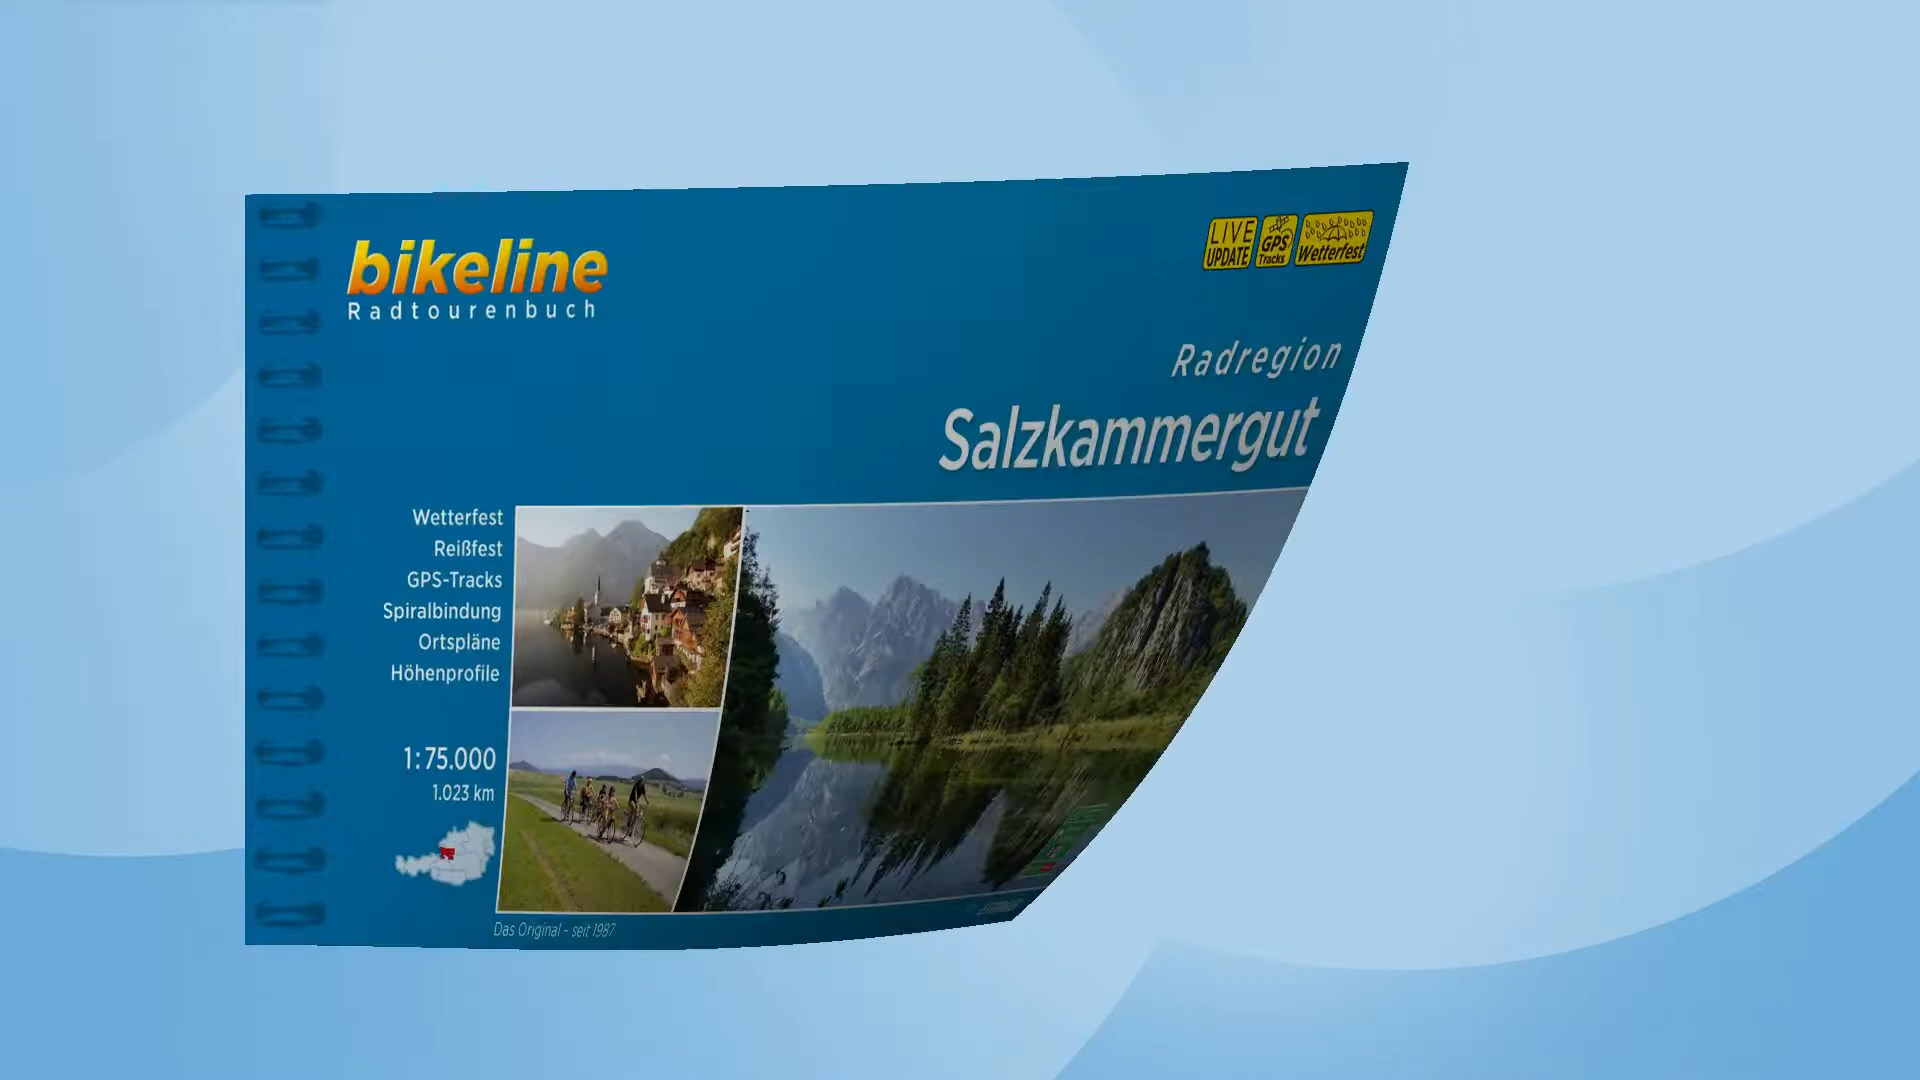 bikeline
Radtourenbuch
LIVE UPDATE
GPS Tracks
Wetterfest
Radregion
Salzkammergut
Wetterfest
Reißfest
GPS-Tracks
Spiralbindung
Ortspläne
Höhenprofile
1:75.000
1.023 km
Das Original - seit 1987